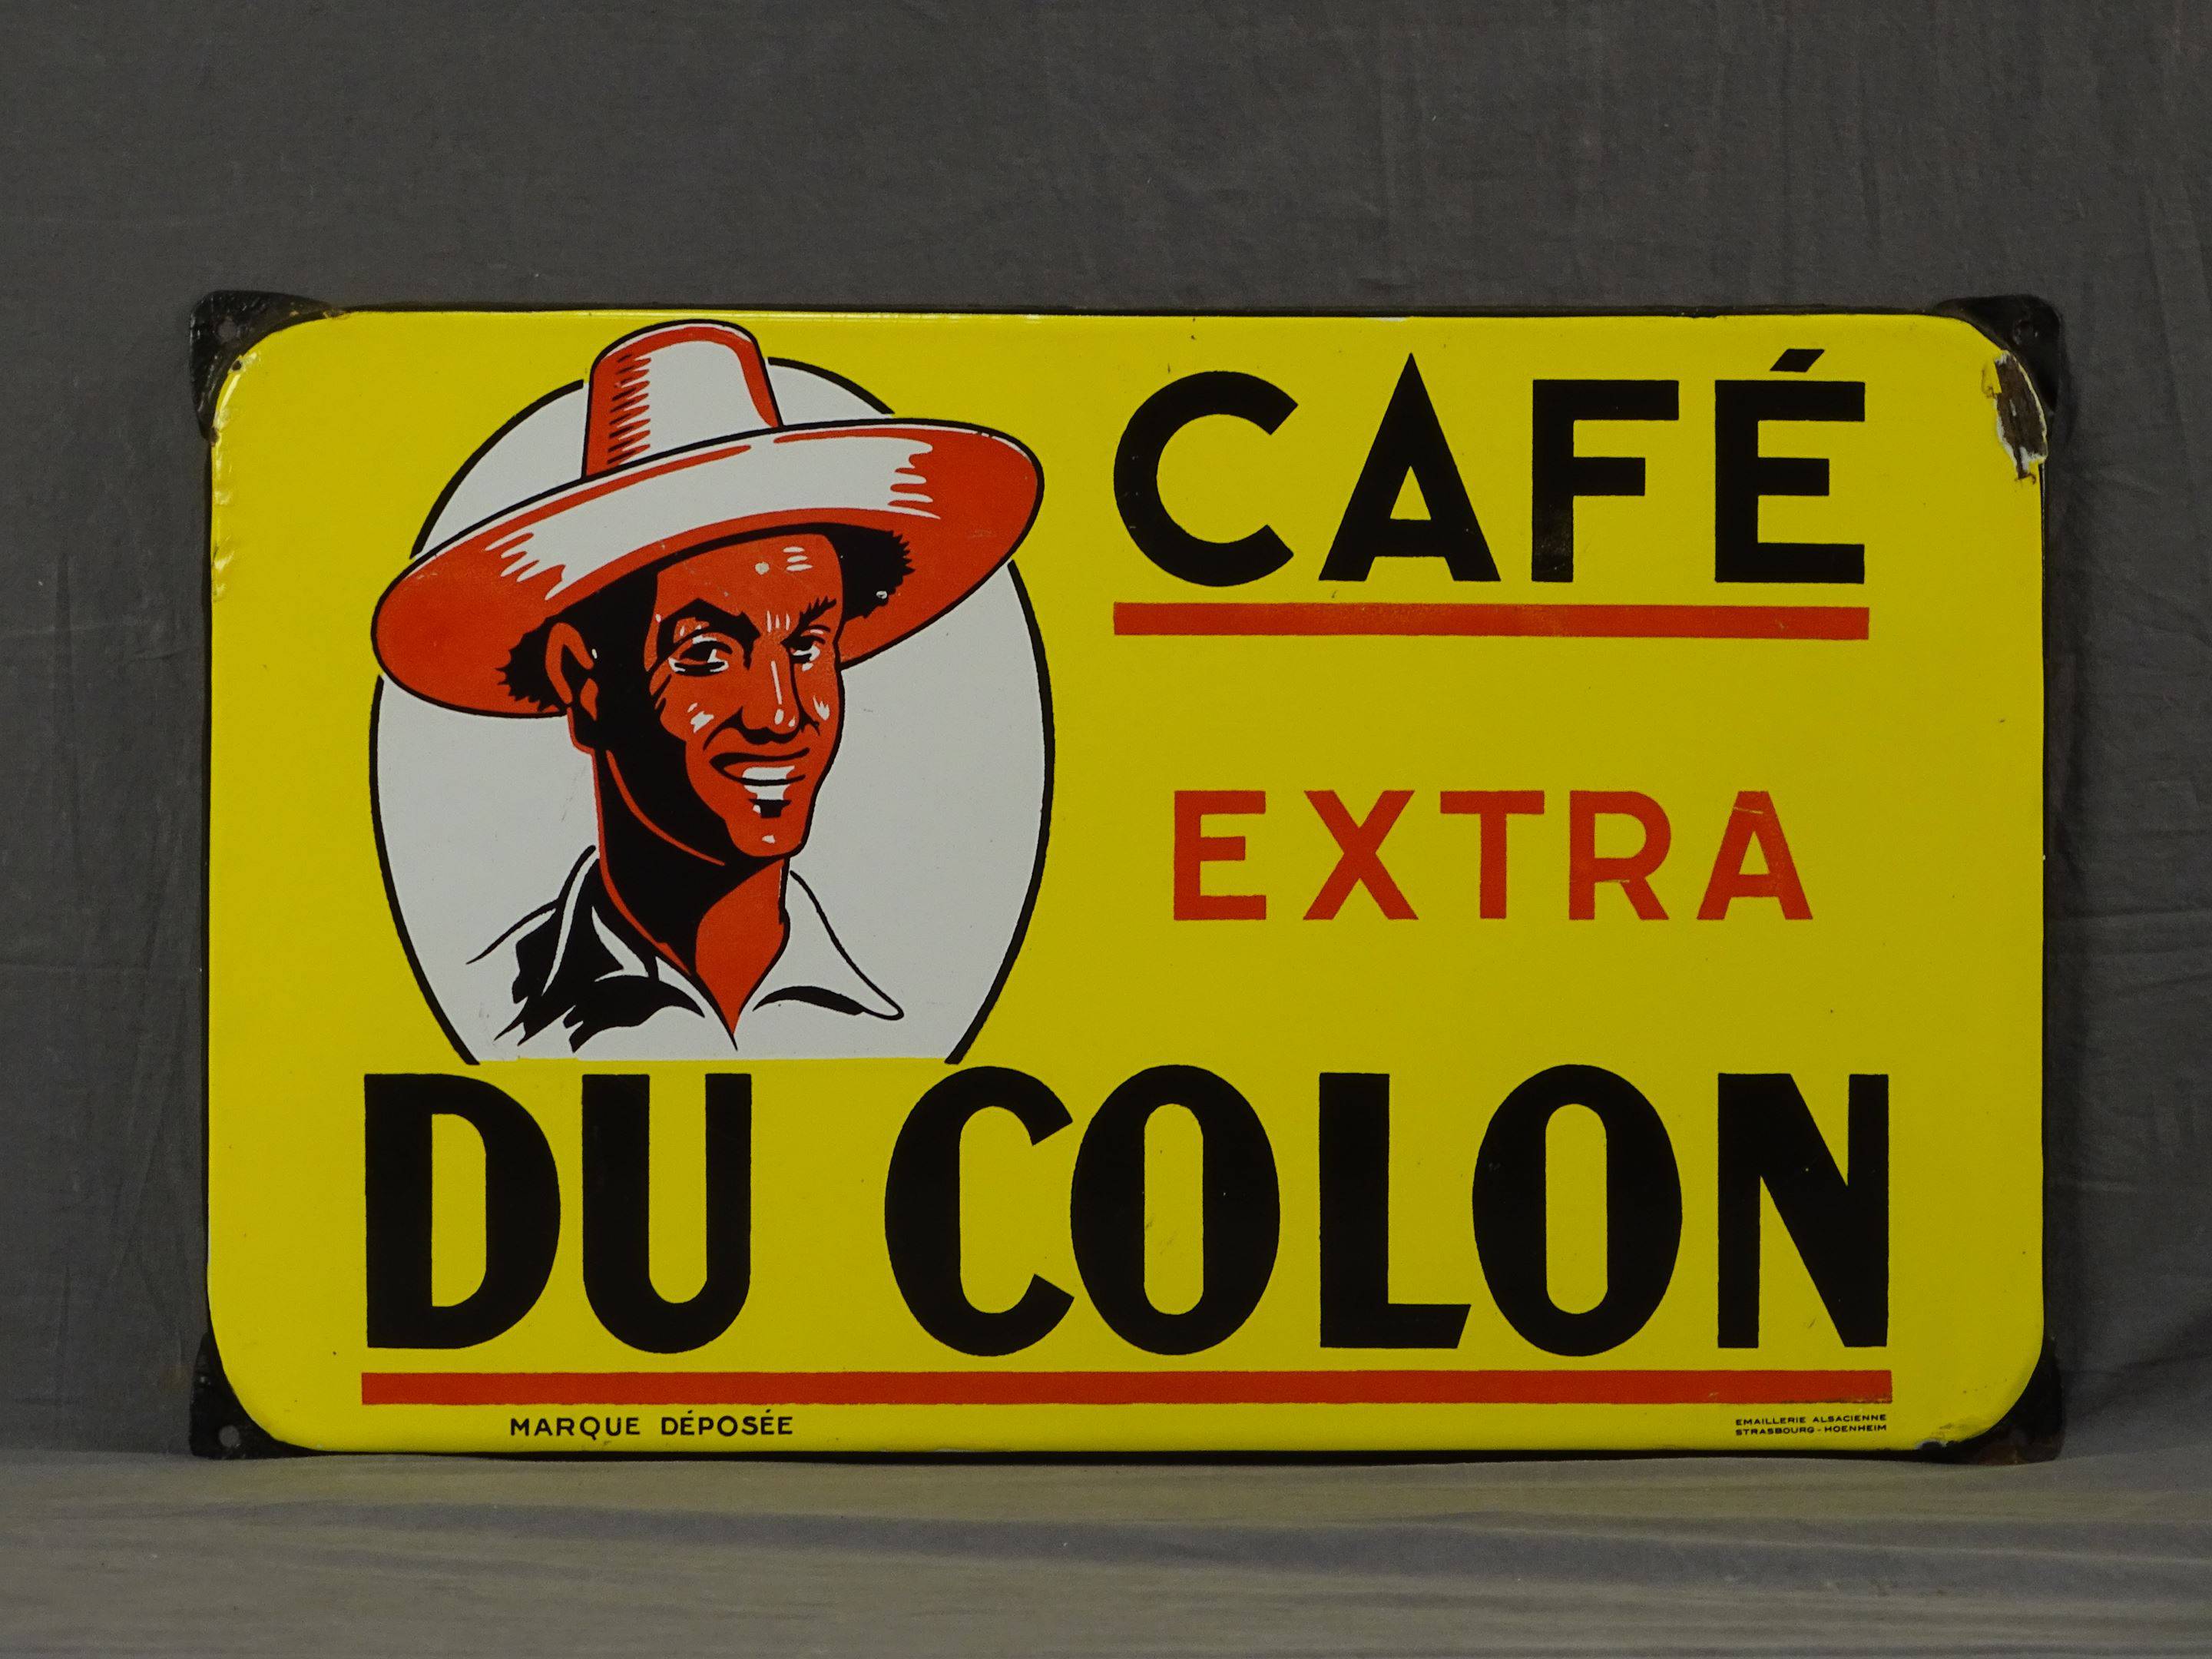 CAFÉ
EXTRA
DU COLON
MARQUE DÉPOSÉE
EMAILLERIE ALSACIENNE
STRASBOURG - HOENHEIM